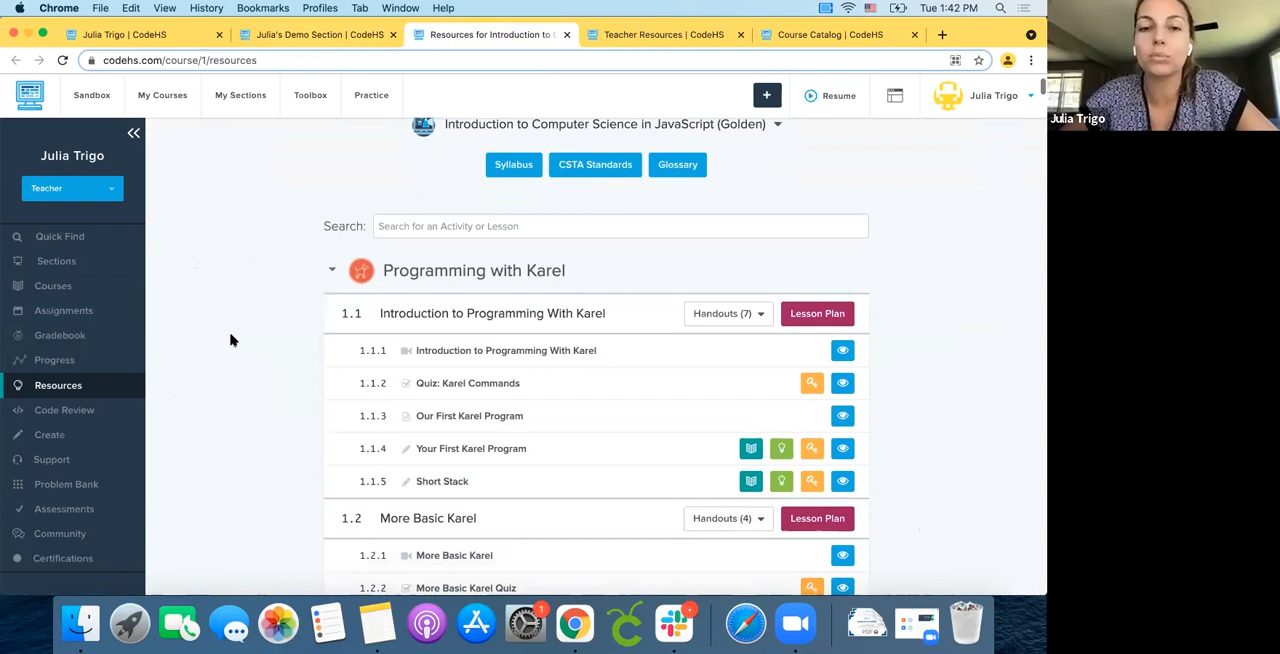 Chrome File Edit View History Bookmarks Profiles Tab Window Help Tue 1:42 PM
Julia Trigo | CodeHS Julia's Demo Section | CodeHS Resources for Introduction to Teacher Resources | CodeHS Course Catalog | CodeHS
codehs.com/course/1/resources
Sandbox My Courses My Sections Toolbox Practice + Resume Julia Trigo
Julia Trigo
Julia Trigo
Teacher
Quick Find
Sections
Courses
Assignments
Gradebook
Progress
Resources
Code Review
Create
Support
Problem Bank
Assessments
Community
Certifications
Introduction to Computer Science in JavaScript (Golden)
Syllabus CSTA Standards Glossary
Search: Search for an Activity or Lesson
Programming with Karel
1.1 Introduction to Programming With Karel Handouts (7) Lesson Plan
1.1.1 Introduction to Programming With Karel
1.1.2 Quiz: Karel Commands
1.1.3 Our First Karel Program
1.1.4 Your First Karel Program
1.1.5 Short Stack
1.2 More Basic Karel Handouts (4) Lesson Plan
1.2.1 More Basic Karel
1.2.2 More Basic Karel Quiz
1
PDF